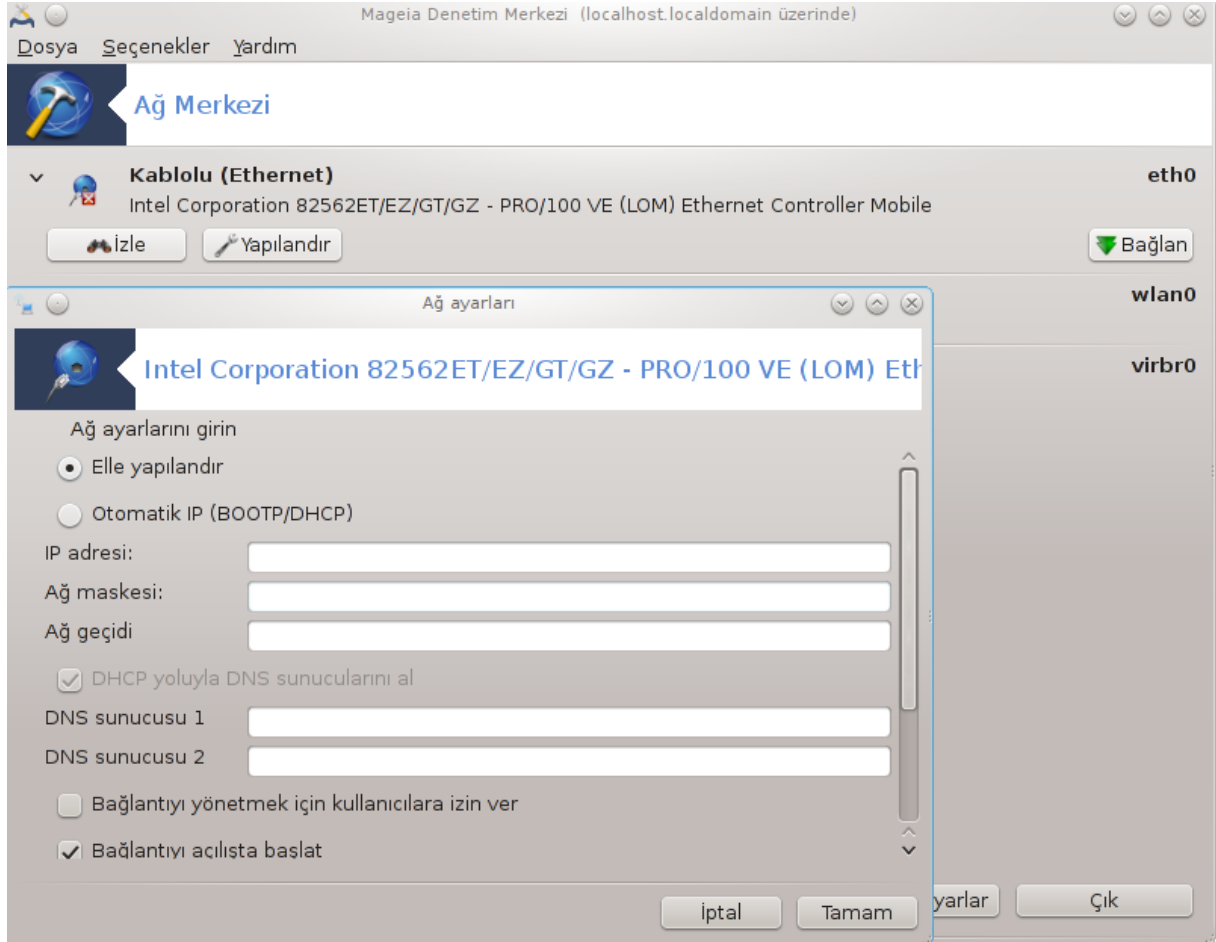 Mageia Denetim Merkezi (localhost.localdomain üzerinde)
Dosya Seçenekler Yardım
Ağ Merkezi
Kablolu (Ethernet) eth0
Intel Corporation 82562ET/EZ/GT/GZ - PRO/100 VE (LOM) Ethernet Controller Mobile
İzle Yapılandır Bağlan
wlan0
virbr0
Ağ ayarları
Intel Corporation 82562ET/EZ/GT/GZ - PRO/100 VE (LOM) Eth
Ağ ayarlarını girin
Elle yapılandır
Otomatik IP (BOOTP/DHCP)
IP adresi:
Ağ maskesi:
Ağ geçidi
DHCP yoluyla DNS sunucularını al
DNS sunucusu 1
DNS sunucusu 2
Bağlantıyı yönetmek için kullanıcılara izin ver
Bağlantıyı açılışta başlat
İptal Tamam
yarlar Çık